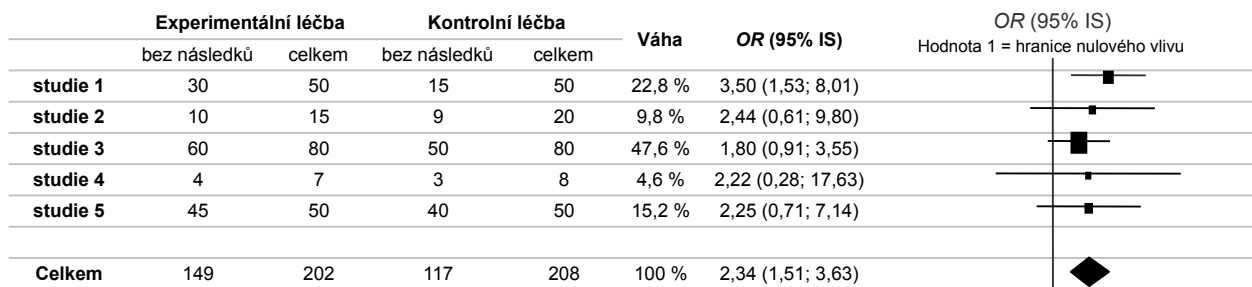 Experimentální léčba Kontrolní léčba Váha OR (95% IS) OR (95% IS)
bez následků celkem bez následků celkem Hodnota 1 = hranice nulového vlivu
studie 1 30 50 15 50 22,8 % 3,50 (1,53; 8,01)
studie 2 10 15 9 20 9,8 % 2,44 (0,61; 9,80)
studie 3 60 80 50 80 47,6 % 1,80 (0,91; 3,55)
studie 4 4 7 3 8 4,6 % 2,22 (0,28; 17,63)
studie 5 45 50 40 50 15,2 % 2,25 (0,71; 7,14)
Celkem 149 202 117 208 100 % 2,34 (1,51; 3,63)